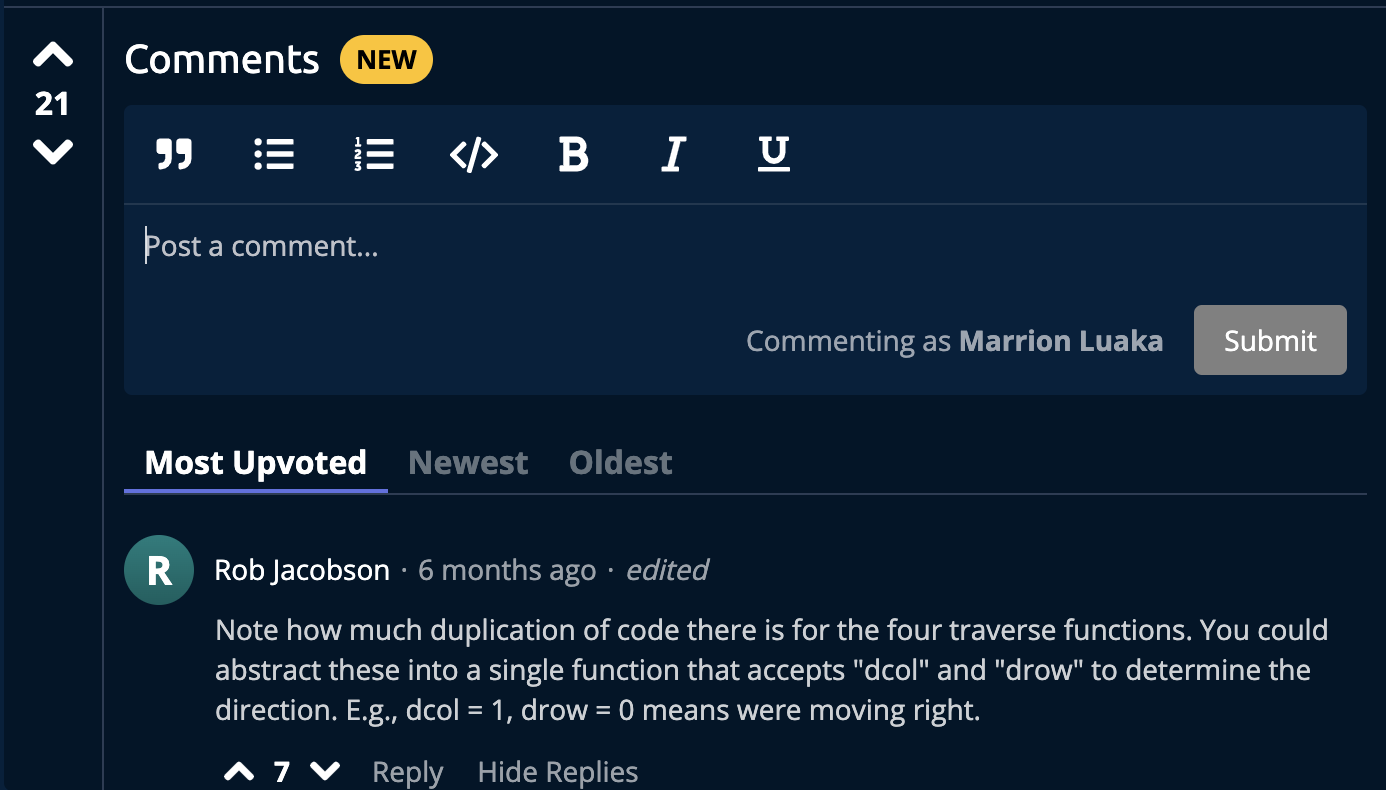 21
Comments NEW
Post a comment...
Commenting as Marrion Luaka Submit
Most Upvoted Newest Oldest
R Rob Jacobson · 6 months ago · edited
Note how much duplication of code there is for the four traverse functions. You could
abstract these into a single function that accepts "dcol" and "drow" to determine the
direction. E.g., dcol = 1, drow = 0 means were moving right.
7 Reply Hide Replies